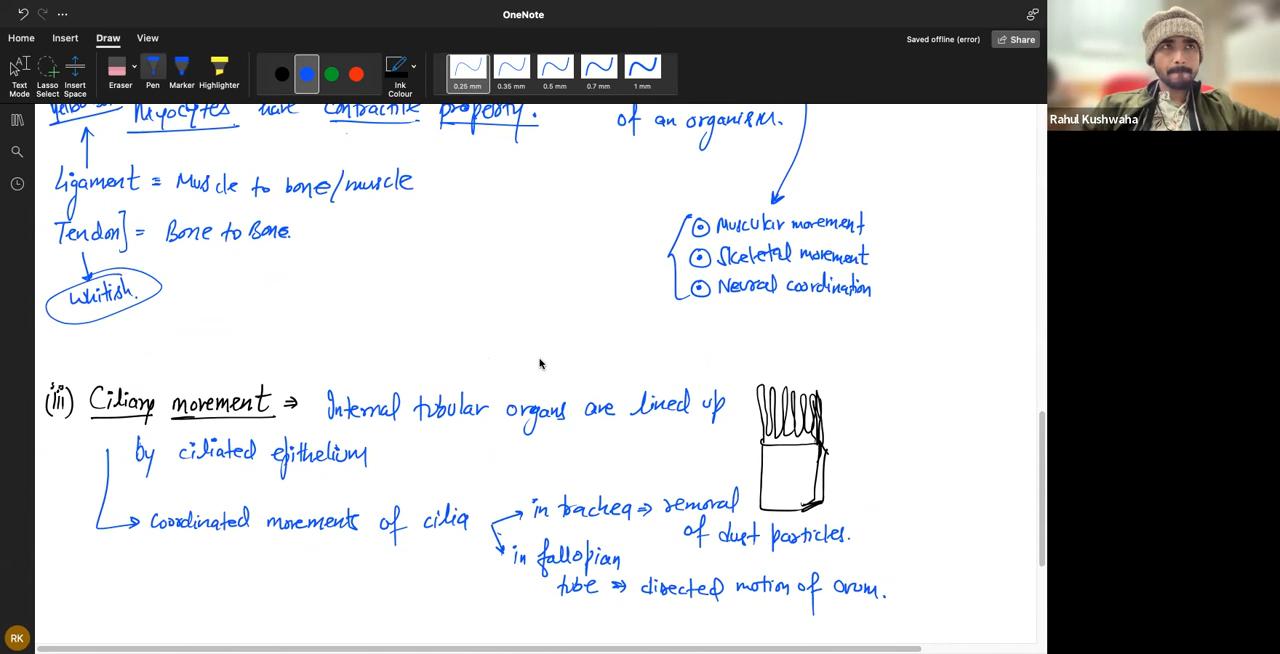 OneNote
Home Insert Draw View
Saved offline (error)
Share
Text Mode
Lasso Select
Insert Space
Eraser
Pen
Marker
Highlighter
Ink Colour
0.25 mm
0.35 mm
0.5 mm
0.7 mm
1 mm
Rahul Kushwaha
Myocytes have contractile property.
of an organism.
Ligament = Muscle to bone/muscle
Tendon] = Bone to Bone.
Whitish.
Muscular movement
Skeletal movement
Neural coordination
(iii) Ciliary movement ⇒ Internal tubular organs are lined up
by ciliated epithelium
→ coordinated movements of cilia
in trachea ⇒ removal
of dust particles.
in fallopian
tube ⇒ directed motion of ovum.
RK